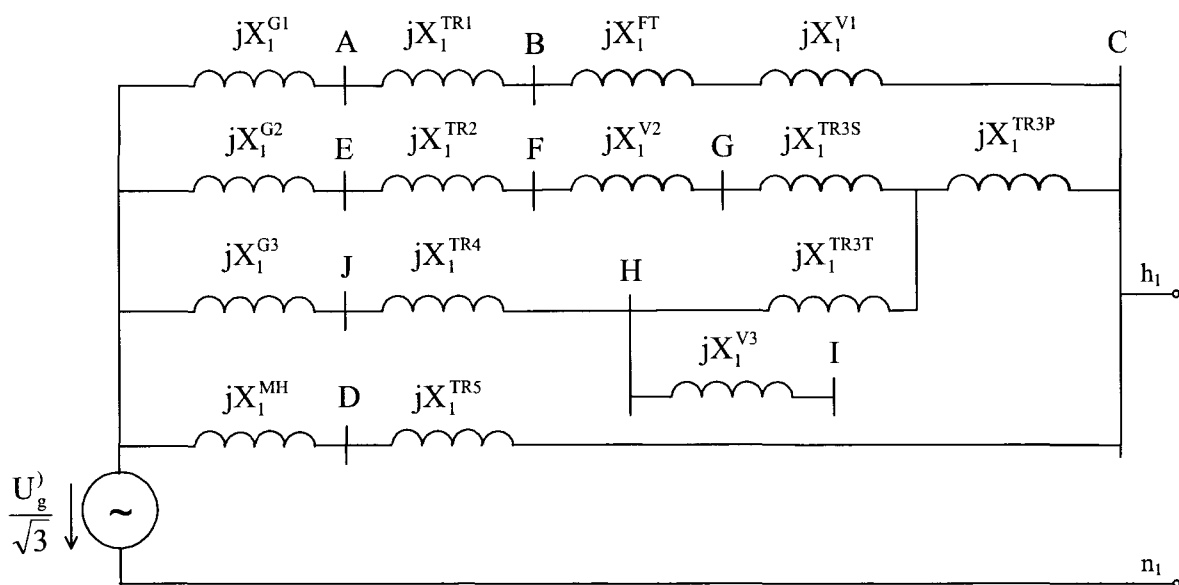 jX₁^G1 A jX₁^TR1 B jX₁^FT jX₁^V1 C
jX₁^G2 E jX₁^TR2 F jX₁^V2 G jX₁^TR3S jX₁^TR3P
jX₁^G3 J jX₁^TR4 H jX₁^TR3T h₁
jX₁^V3 I
jX₁^MH D jX₁^TR5
U_g^)
√3
~
n₁